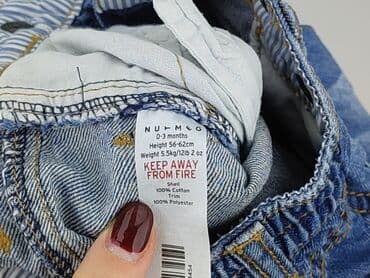 NUTMEG
0-3 months
Height 56-62cm
Weight 5.5kg/12lb 2 oz
KEEP AWAY
FROM FIRE
Shell
100% Cotton
Trim
100% Polyester